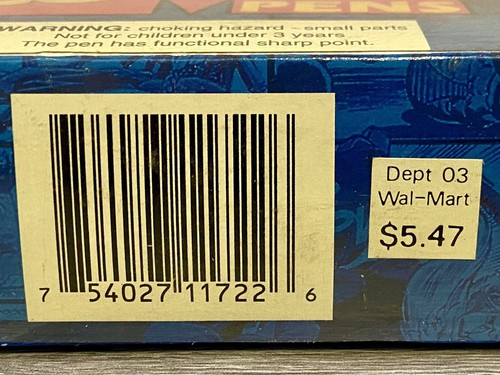 PENS
WARNING: choking hazard - small parts
Not for children under 3 years
The pen has functional sharp point.
Dept 03
Wal-Mart
$5.47
7 54027 11722 6